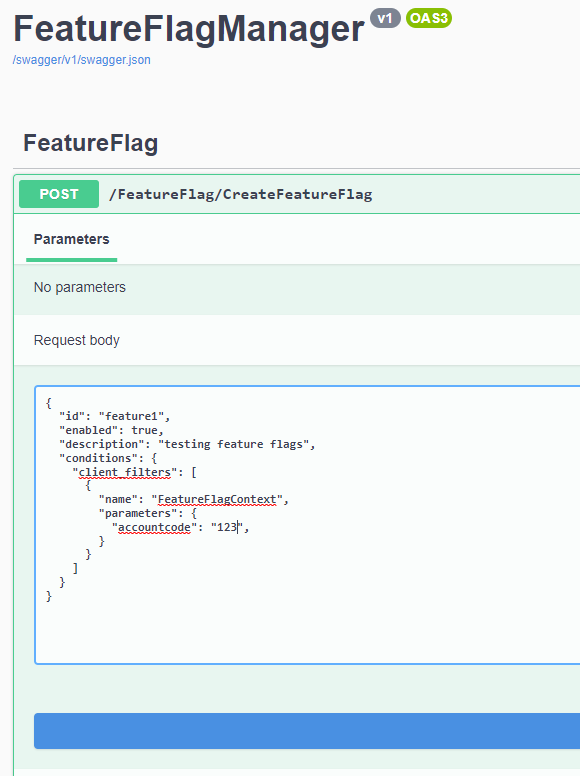 FeatureFlagManager v1 OAS3
/swagger/v1/swagger.json
FeatureFlag
POST /FeatureFlag/CreateFeatureFlag
Parameters
No parameters
Request body
{
  "id": "feature1",
  "enabled": true,
  "description": "testing feature flags",
  "conditions": {
    "client_filters": [
      {
        "name": "FeatureFlagContext",
        "parameters": {
          "accountcode": "123",
        }
      }
    ]
  }
}